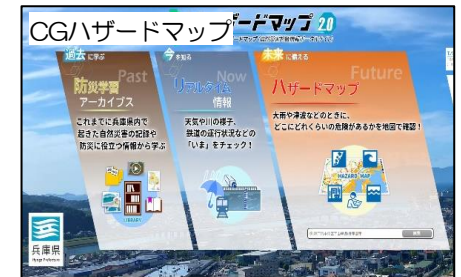 CGハザードマップ
ードマップ 2.0
過去に学ぶ
Past
防災学習
アーカイブス
これまでに兵庫県内で
起きた自然災害の記録や
防災に役立つ情報から学ぶ
LIBRARY
今を知る
Now
リアルタイム
情報
天気や川の様子、
鉄道の運行状況などの
「いま」をチェック！
未来に備える
Future
ハザードマップ
大雨や津波などのときに、
どこにどれくらいの危険があるかを地図で確認！
HAZARD MAP
兵庫県
Hyogo Prefecture